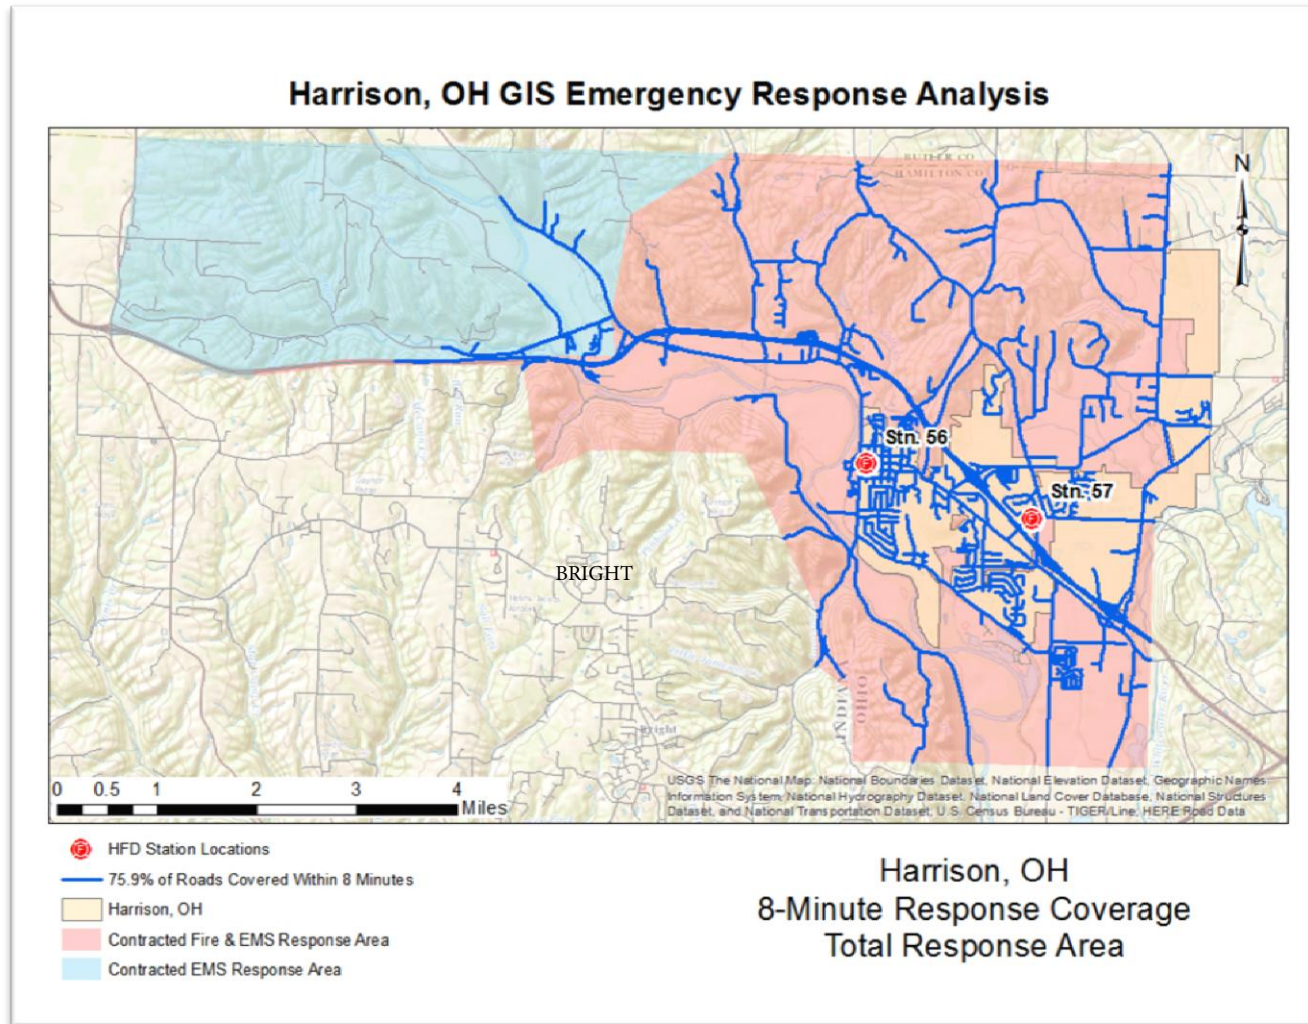 Harrison, OH GIS Emergency Response Analysis
BUTLER CO
HAMILTON CO
N
Stn. 56
Stn. 57
BRIGHT
Bright
INDIANA
OHIO
0 0.5 1 2 3 4
Miles
USGS The National Map: National Boundaries Dataset, National Elevation Dataset, Geographic Names
Information System, National Hydrography Dataset, National Land Cover Database, National Structures
Dataset, and National Transportation Dataset; U.S. Census Bureau - TIGER/Line; HERE Road Data
HFD Station Locations
75.9% of Roads Covered Within 8 Minutes
Harrison, OH
Contracted Fire & EMS Response Area
Contracted EMS Response Area
Harrison, OH
8-Minute Response Coverage
Total Response Area